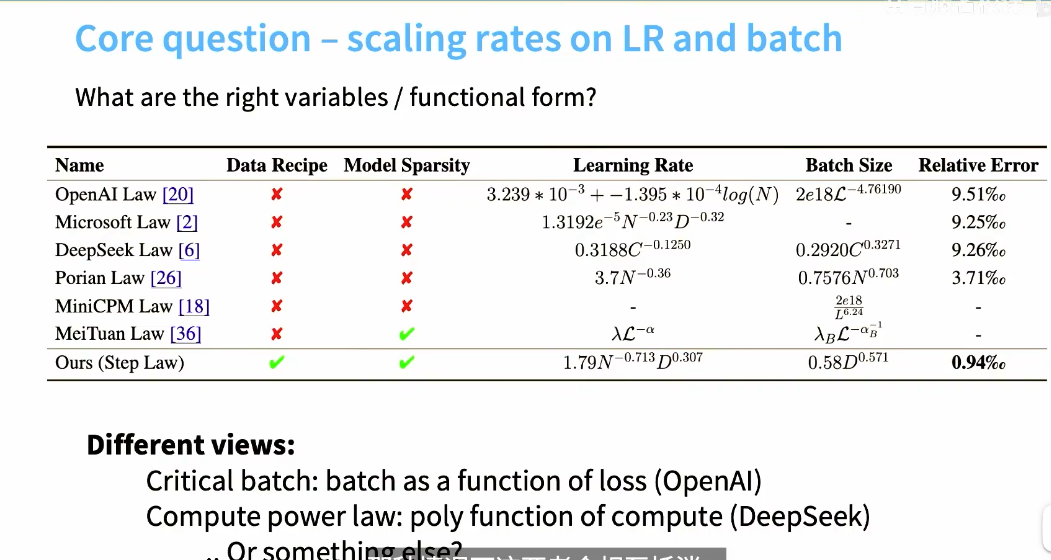 Core question – scaling rates on LR and batch
What are the right variables / functional form?
Name Data Recipe Model Sparsity Learning Rate Batch Size Relative Error
OpenAI Law [20] ✘ ✘ 3.239 ∗ 10^{−3} + −1.395 ∗ 10^{−4}log(N) 2e18ℒ^{−4.76190} 9.51‰
Microsoft Law [2] ✘ ✘ 1.3192e^{−5}N^{−0.23}D^{−0.32} - 9.25‰
DeepSeek Law [6] ✘ ✘ 0.3188C^{−0.1250} 0.2920C^{0.3271} 9.26‰
Porian Law [26] ✘ ✘ 3.7N^{−0.36} 0.7576N^{0.703} 3.71‰
MiniCPM Law [18] ✘ ✘ - 2e18/L^{6.24} -
MeiTuan Law [36] ✘ ✔ λℒ^{−α} λ_Bℒ^{−α_B^{−1}} -
Ours (Step Law) ✔ ✔ 1.79N^{−0.713}D^{0.307} 0.58D^{0.571} 0.94‰
Different views:
Critical batch: batch as a function of loss (OpenAI)
Compute power law: poly function of compute (DeepSeek)
.. Or something else?